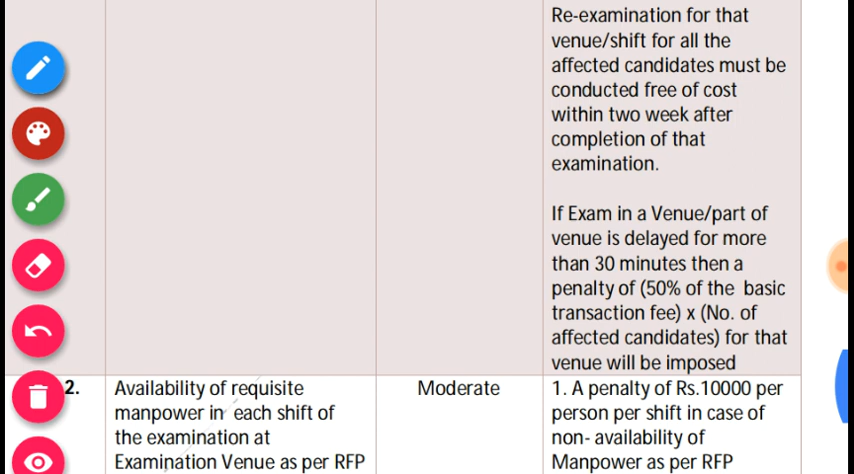 Re-examination for that
venue/shift for all the
affected candidates must be
conducted free of cost
within two week after
completion of that
examination.
If Exam in a Venue/part of
venue is delayed for more
than 30 minutes then a
penalty of (50% of the basic
transaction fee) x (No. of
affected candidates) for that
venue will be imposed
2.
Availability of requisite
manpower in each shift of
the examination at
Examination Venue as per RFP
Moderate
1. A penalty of Rs.10000 per
person per shift in case of
non- availability of
Manpower as per RFP